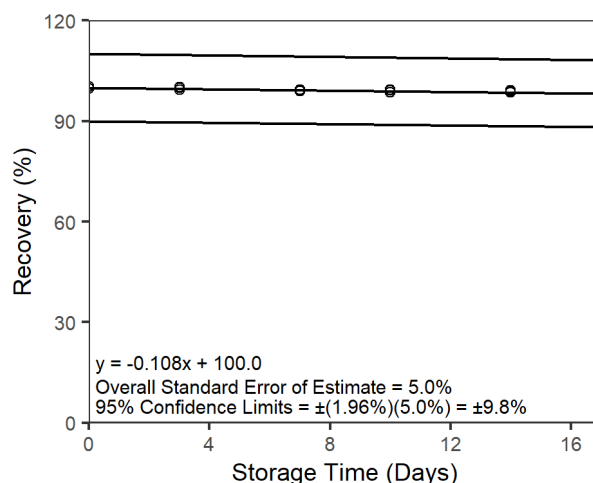 120
90
60
30
0
Recovery (%)
y = -0.108x + 100.0
Overall Standard Error of Estimate = 5.0%
95% Confidence Limits = ±(1.96%)(5.0%) = ±9.8%
0 4 8 12 16
Storage Time (Days)